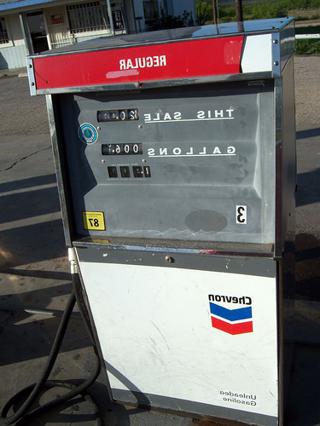 REGULAR
THIS SALE
GALLONS
3
87
Chevron
Unleaded
Gasoline